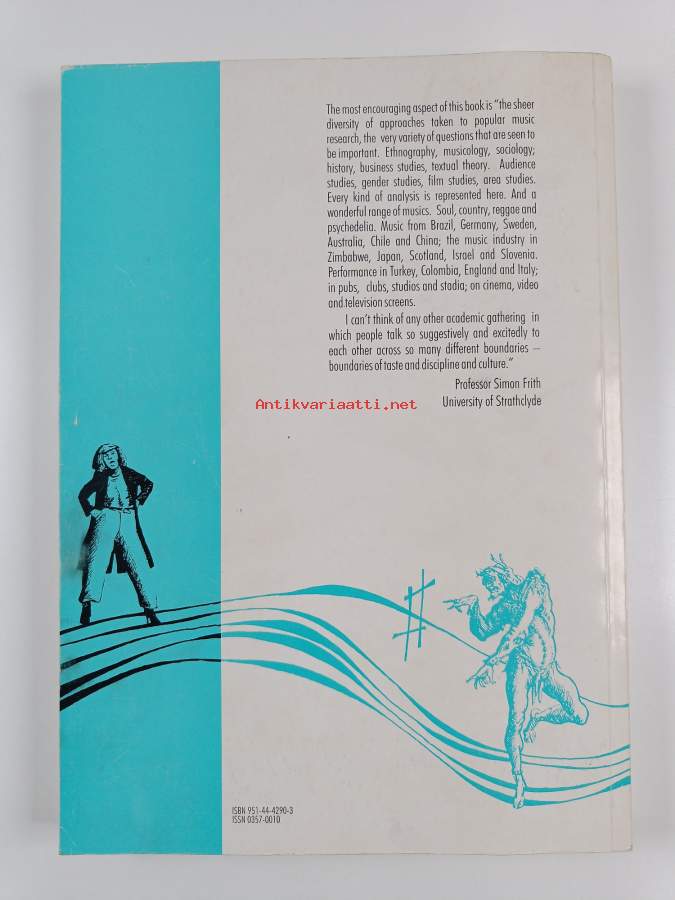 The most encouraging aspect of this book is "the sheer
diversity of approaches taken to popular music
research, the very variety of questions that are seen to
be important. Ethnography, musicology, sociology;
history, business studies, textual theory. Audience
studies, gender studies, film studies, area studies.
Every kind of analysis is represented here. And a
wonderful range of musics. Soul, country, reggae and
psychedelia. Music from Brazil, Germany, Sweden,
Australia, Chile and China; the music industry in
Zimbabwe, Japan, Scotland, Israel and Slovenia.
Performance in Turkey, Colombia, England and Italy;
in pubs, clubs, studios and stadia; on cinema, video
and television screens.
I can't think of any other academic gathering in
which people talk so suggestively and excitedly to
each other across so many different boundaries –
boundaries of taste and discipline and culture."
Professor Simon Frith
University of Strathclyde
Antikvariaatti.net
ISBN 951-44-4290-3
ISSN 0357-0010